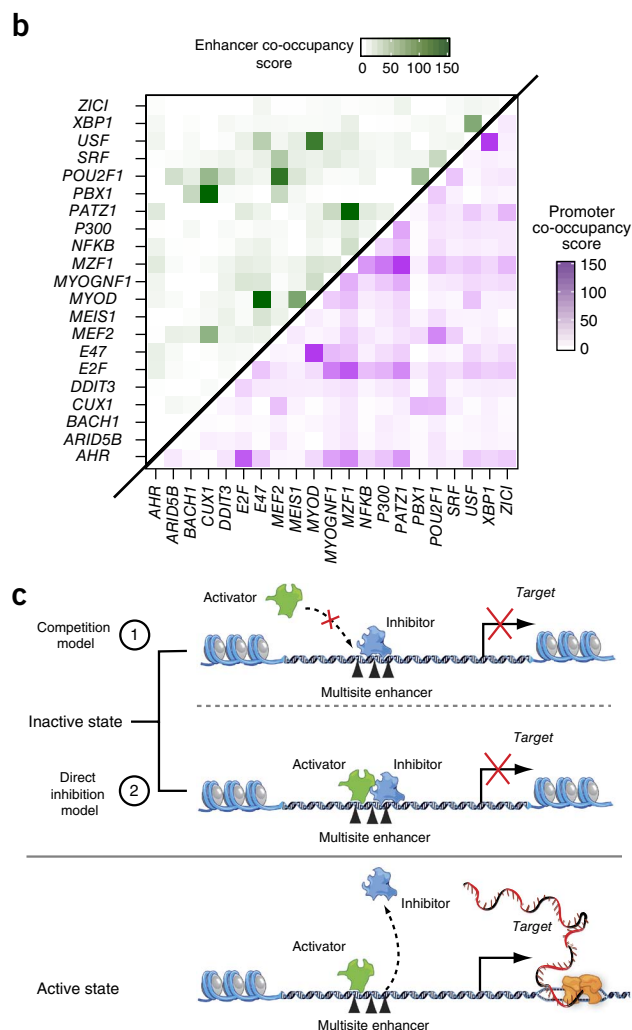 b
Enhancer co-occupancy
score
0 50 100 150
ZICI
XBP1
USF
SRF
POU2F1
PBX1
PATZ1
P300
NFKB
MZF1
MYOGNF1
MYOD
MEIS1
MEF2
E47
E2F
DDIT3
CUX1
BACH1
ARID5B
AHR
Promoter
co-occupancy
score
150
100
50
0
AHR
ARID5B
BACH1
CUX1
DDIT3
E2F
E47
MEF2
MEIS1
MYOD
MYOGNF1
MZF1
NFKB
P300
PATZ1
PBX1
POU2F1
SRF
USF
XBP1
ZICI
c
Activator
Target
Competition
model
1
Inhibitor
Multisite enhancer
Inactive state
Target
Direct
inhibition
model
2
Activator Inhibitor
Multisite enhancer
Inhibitor
Target
Activator
Active state
Multisite enhancer